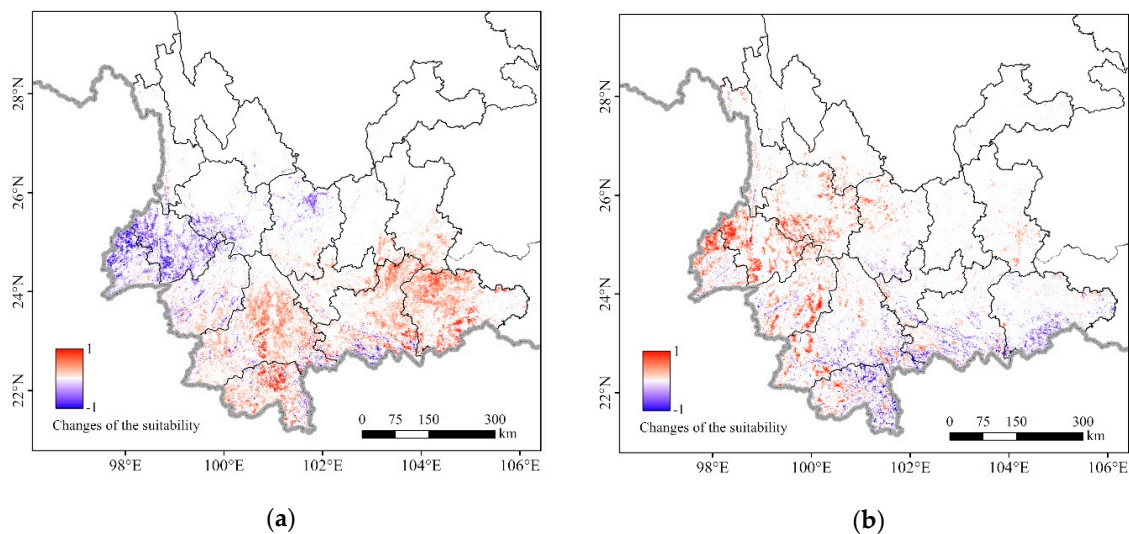 28°N
26°N
24°N
22°N
1
-1
Changes of the suitability
0 75 150 300
km
98°E 100°E 102°E 104°E 106°E
(a)
28°N
26°N
24°N
22°N
1
-1
Changes of the suitability
0 75 150 300
km
98°E 100°E 102°E 104°E 106°E
(b)